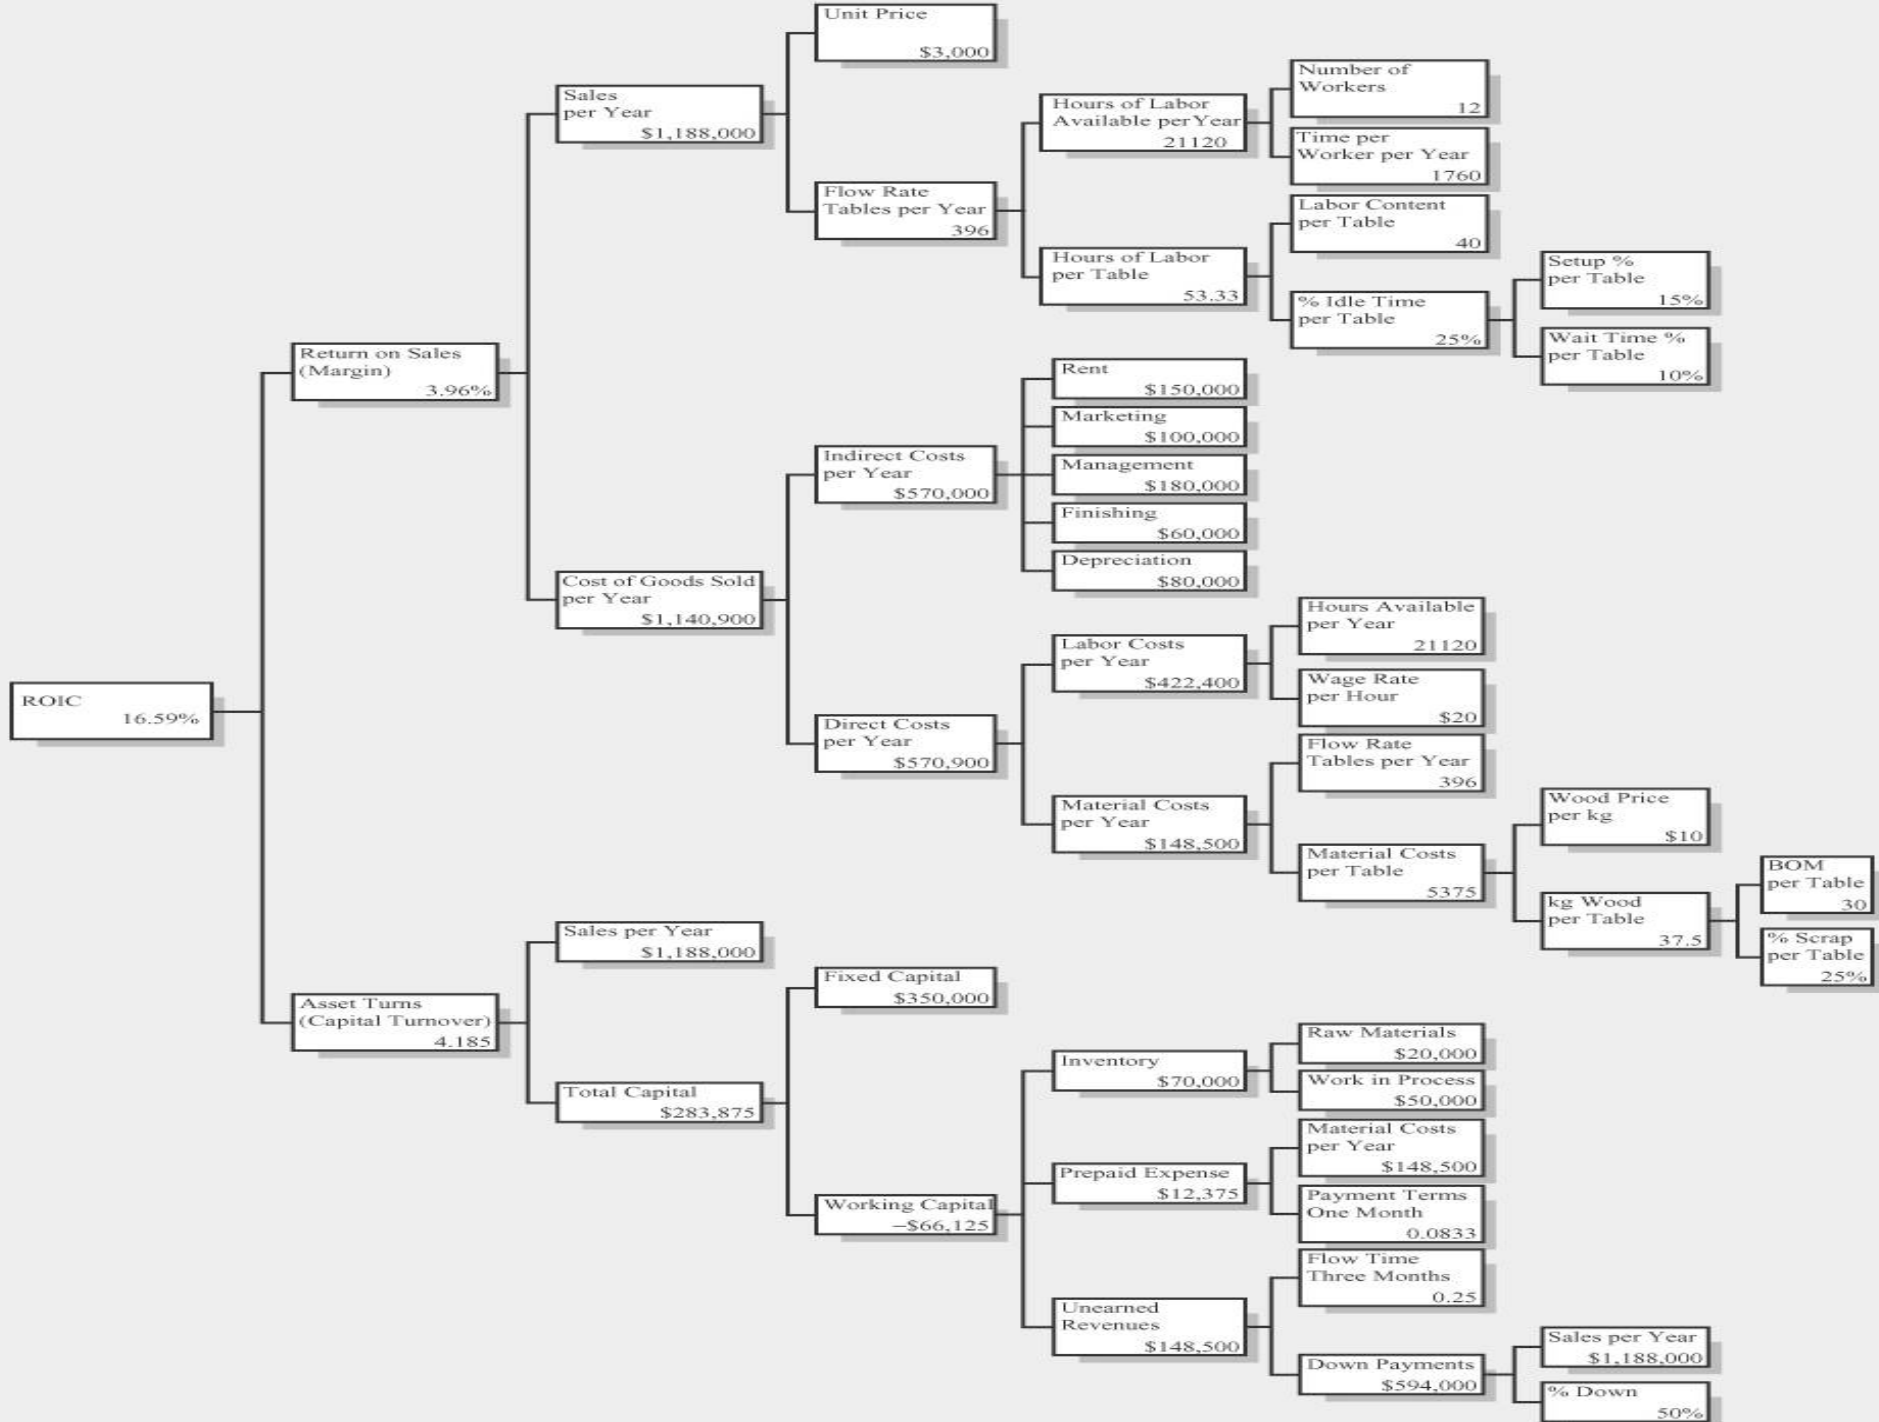 Unit Price
$3,000
Sales
per Year
$1,188,000
Flow Rate
Tables per Year
396
Hours of Labor
Available per Year
21120
Number of
Workers
12
Time per
Worker per Year
1760
Hours of Labor
per Table
53.33
Labor Content
per Table
40
% Idle Time
per Table
25%
Setup %
per Table
15%
Wait Time %
per Table
10%
Return on Sales
(Margin)
3.96%
Cost of Goods Sold
per Year
$1,140,900
Indirect Costs
per Year
$570,000
Rent
$150,000
Marketing
$100,000
Management
$180,000
Finishing
$60,000
Depreciation
$80,000
Direct Costs
per Year
$570,900
Labor Costs
per Year
$422,400
Hours Available
per Year
21120
Wage Rate
per Hour
$20
Material Costs
per Year
$148,500
Flow Rate
Tables per Year
396
Material Costs
per Table
5375
Wood Price
per kg
$10
kg Wood
per Table
37.5
BOM
per Table
30
% Scrap
per Table
25%
ROIC
16.59%
Asset Turns
(Capital Turnover)
4.185
Sales per Year
$1,188,000
Total Capital
$283,875
Fixed Capital
$350,000
Working Capital
–$66,125
Inventory
$70,000
Raw Materials
$20,000
Work in Process
$50,000
Prepaid Expense
$12,375
Material Costs
per Year
$148,500
Payment Terms
One Month
0.0833
Unearned
Revenues
$148,500
Flow Time
Three Months
0.25
Down Payments
$594,000
Sales per Year
$1,188,000
% Down
50%